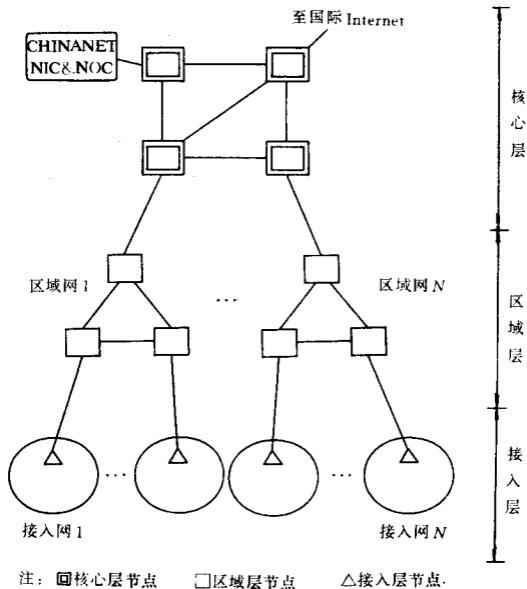 至国际 Internet
CHINANET
NIC&.NOC
核心层
区域网1
…
区域网N
区域层
…
…
接入层
接入网1
接入网N
注: 回核心层节点 □区域层节点 △接入层节点.